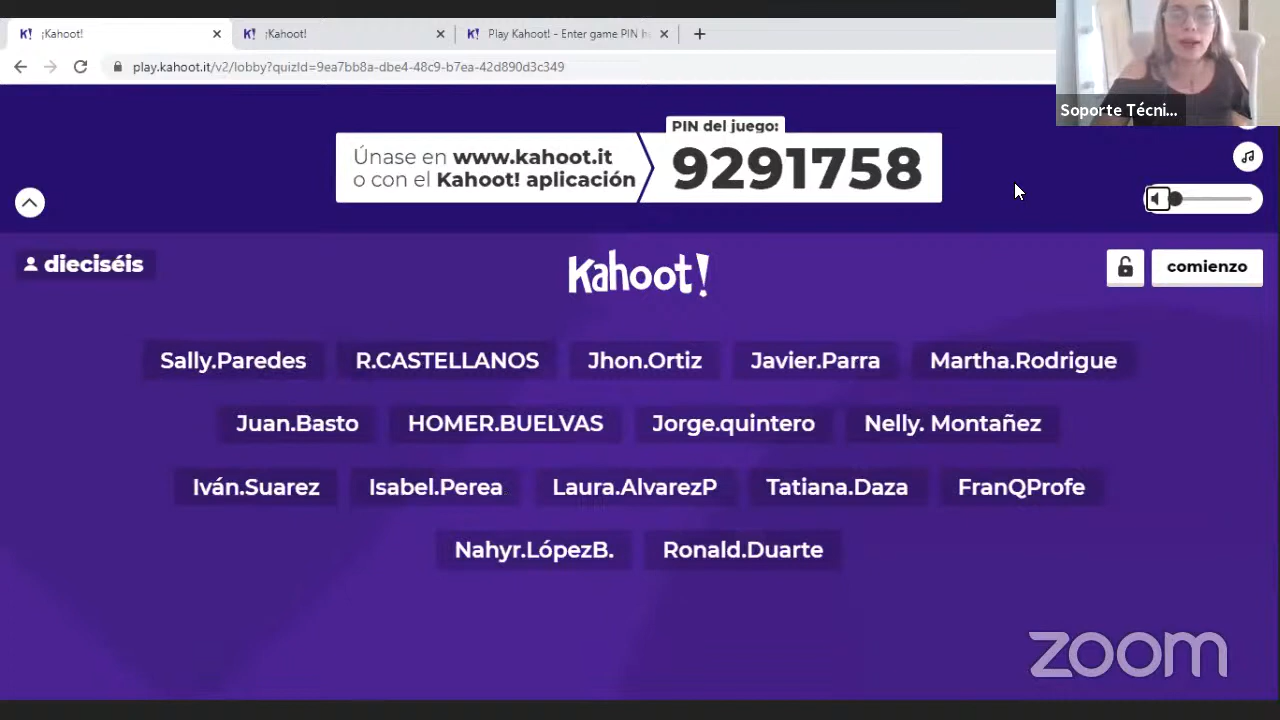 ¡Kahoot!
¡Kahoot!
Play Kahoot! - Enter game PIN h
play.kahoot.it/v2/lobby?quizId=9ea7bb8a-dbe4-48c9-b7ea-42d890d3c349
Soporte Técni...
PIN del juego:
Únase en www.kahoot.it
o con el Kahoot! aplicación
9291758
dieciséis
Kahoot!
comienzo
Sally.Paredes R.CASTELLANOS Jhon.Ortiz Javier.Parra Martha.Rodrigue
Juan.Basto HOMER.BUELVAS Jorge.quintero Nelly. Montañez
Iván.Suarez Isabel.Perea Laura.AlvarezP Tatiana.Daza FranQProfe
Nahyr.LópezB. Ronald.Duarte
zoom